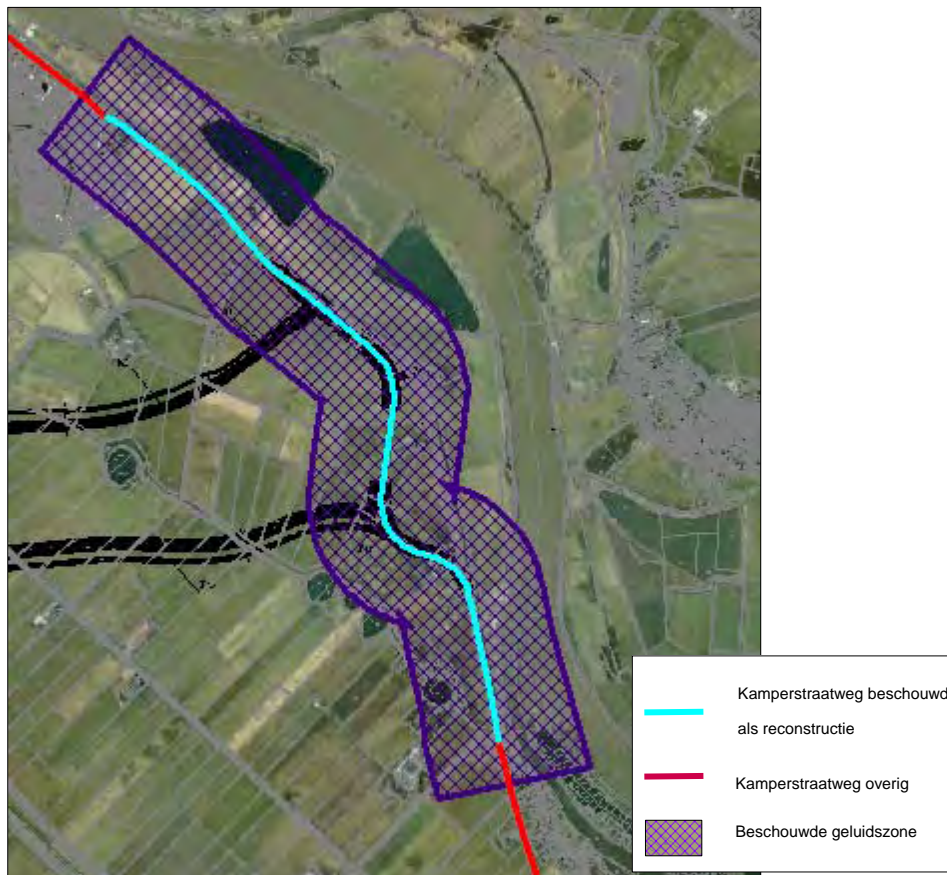 Kamperstraatweg beschouwd
als reconstructie
Kamperstraatweg overig
Beschouwde geluidszone